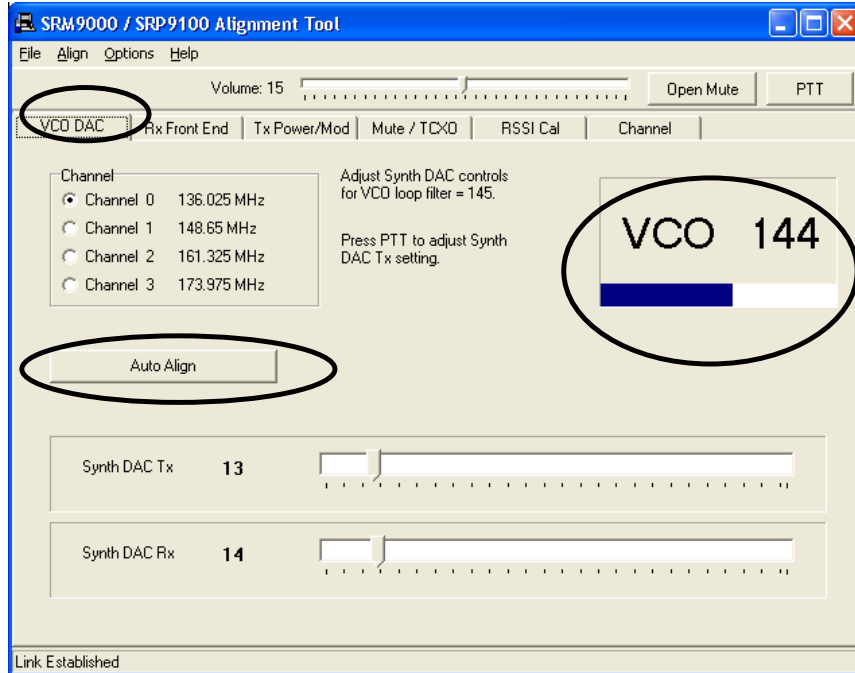 SRM9000 / SRP9100 Alignment Tool
File Align Options Help
Volume: 15
Open Mute
PTT
VCO DAC
Rx Front End
Tx Power/Mod
Mute / TCXO
RSSI Cal
Channel
Channel
Channel 0 136.025 MHz
Channel 1 148.65 MHz
Channel 2 161.325 MHz
Channel 3 173.975 MHz
Adjust Synth DAC controls
for VCO loop filter = 145.
Press PTT to adjust Synth
DAC Tx setting.
VCO 144
Auto Align
Synth DAC Tx 13
Synth DAC Rx 14
Link Established